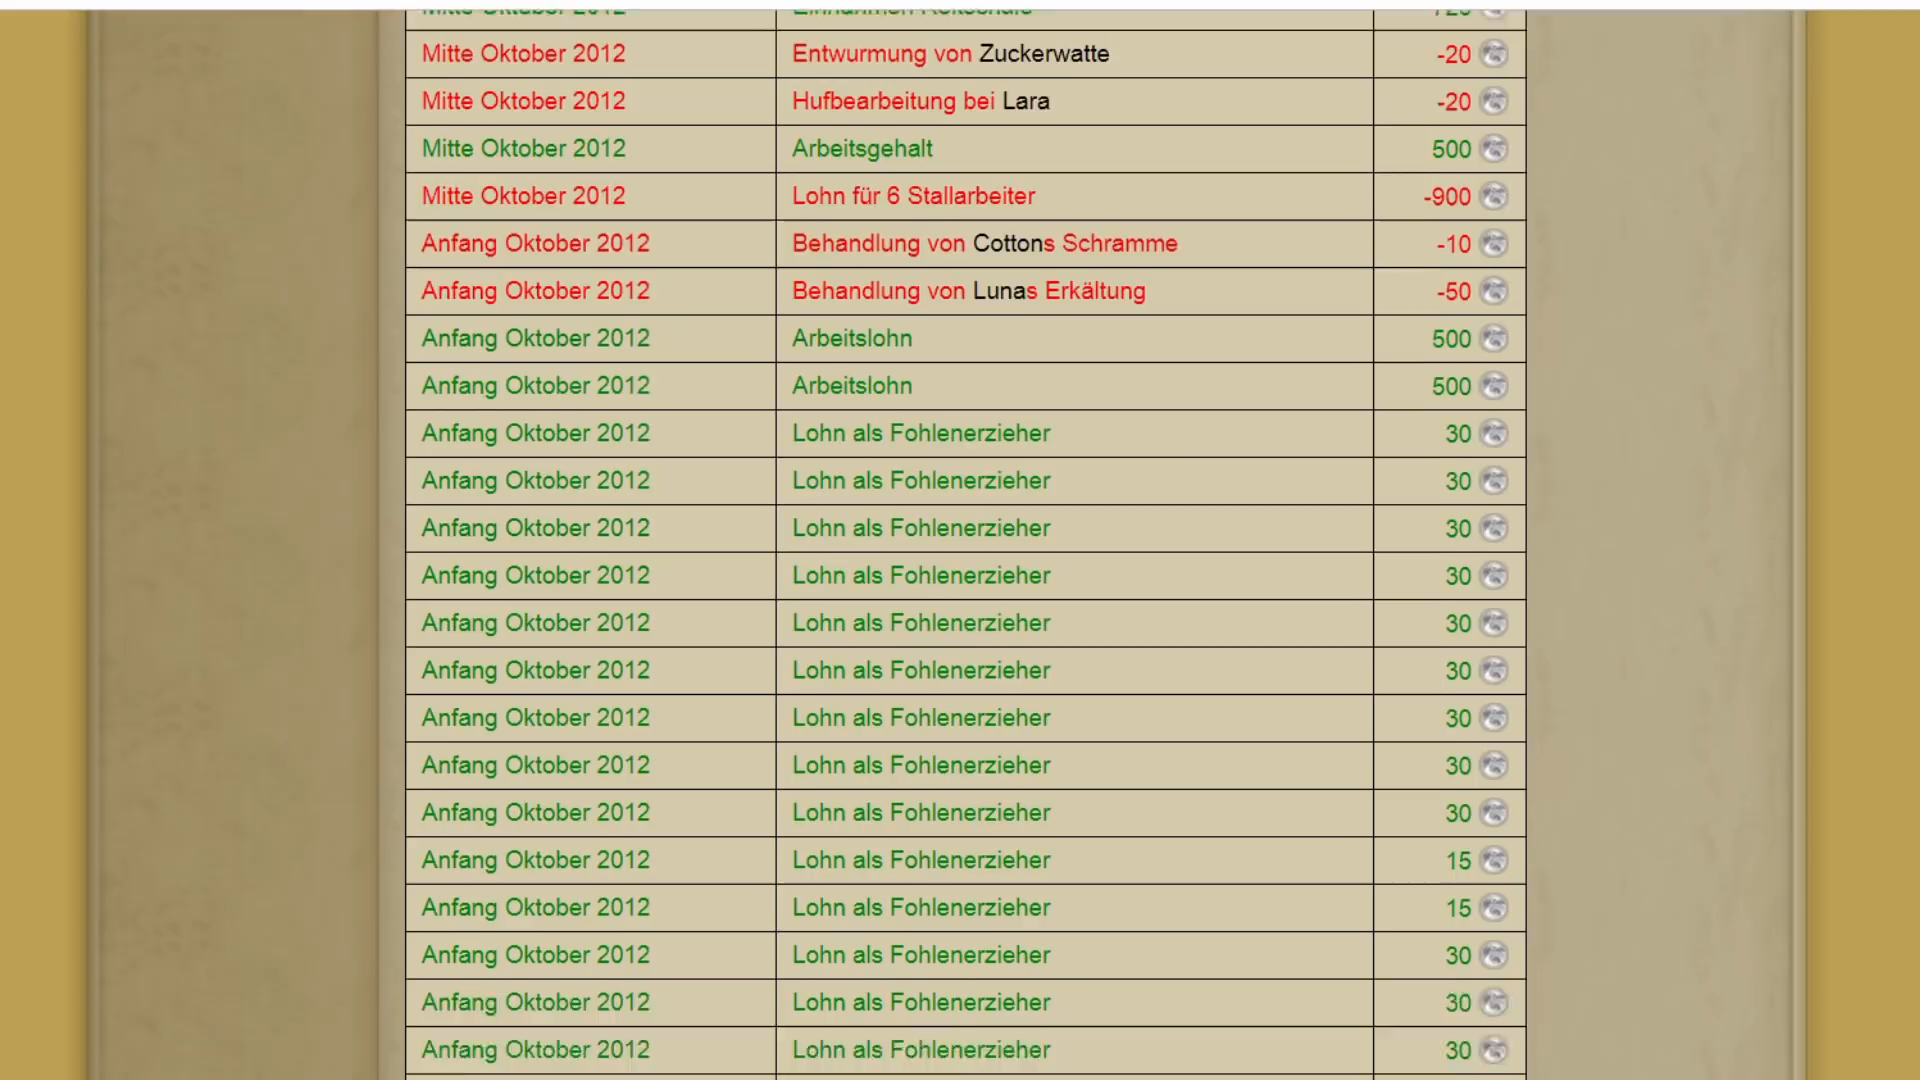 Mitte Oktober 2012 Einnahmen Reitschule 725
Mitte Oktober 2012 Entwurmung von Zuckerwatte -20
Mitte Oktober 2012 Hufbearbeitung bei Lara -20
Mitte Oktober 2012 Arbeitsgehalt 500
Mitte Oktober 2012 Lohn für 6 Stallarbeiter -900
Anfang Oktober 2012 Behandlung von Cottons Schramme -10
Anfang Oktober 2012 Behandlung von Lunas Erkältung -50
Anfang Oktober 2012 Arbeitslohn 500
Anfang Oktober 2012 Arbeitslohn 500
Anfang Oktober 2012 Lohn als Fohlenerzieher 30
Anfang Oktober 2012 Lohn als Fohlenerzieher 30
Anfang Oktober 2012 Lohn als Fohlenerzieher 30
Anfang Oktober 2012 Lohn als Fohlenerzieher 30
Anfang Oktober 2012 Lohn als Fohlenerzieher 30
Anfang Oktober 2012 Lohn als Fohlenerzieher 30
Anfang Oktober 2012 Lohn als Fohlenerzieher 30
Anfang Oktober 2012 Lohn als Fohlenerzieher 30
Anfang Oktober 2012 Lohn als Fohlenerzieher 30
Anfang Oktober 2012 Lohn als Fohlenerzieher 15
Anfang Oktober 2012 Lohn als Fohlenerzieher 15
Anfang Oktober 2012 Lohn als Fohlenerzieher 30
Anfang Oktober 2012 Lohn als Fohlenerzieher 30
Anfang Oktober 2012 Lohn als Fohlenerzieher 30